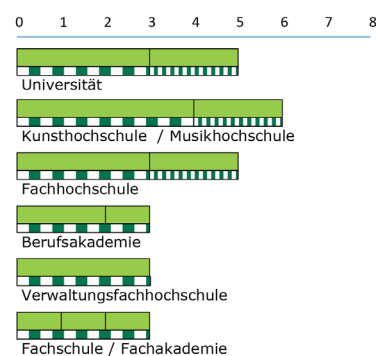 0 1 2 3 4 5 6 7 8
Universität
Kunsthochschule / Musikhochschule
Fachhochschule
Berufsakademie
Verwaltungsfachhochschule
Fachschule / Fachakademie